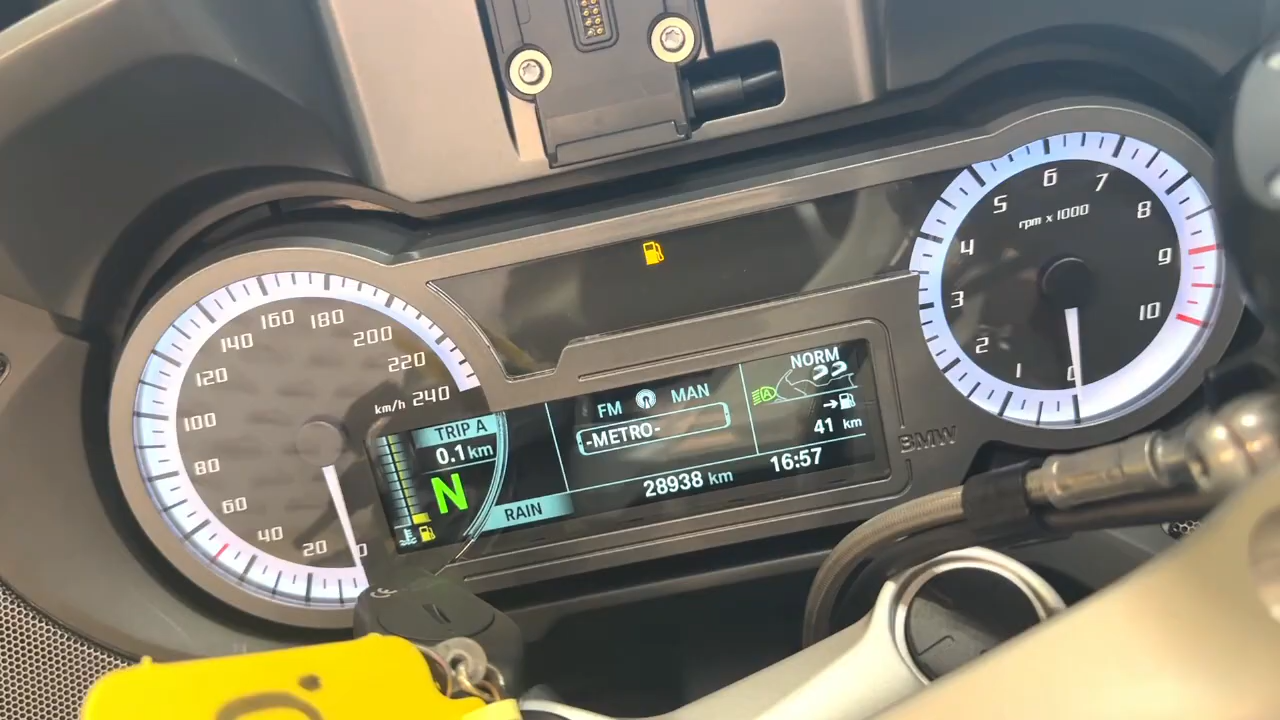 160 180
140 200
120 220
100 km/h 240
80
60
40
20 0
TRIP A
0.1 km
N
RAIN
FM MAN
-METRO-
28938 km
NORM
A
→ 41 km
16:57
BMW
6 7
5 rpm x 1000 8
4 9
3 10
2
1 0